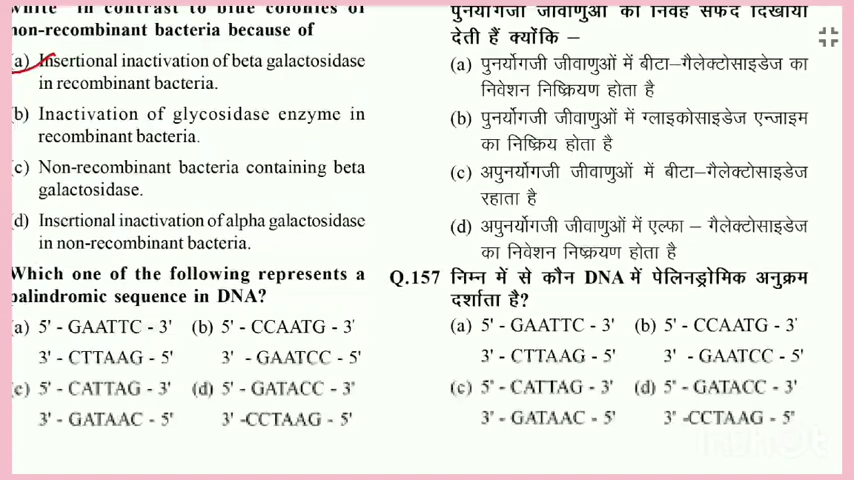 White in contrast to blue colonies of
non-recombinant bacteria because of
(a) Insertional inactivation of beta galactosidase
in recombinant bacteria.
(b) Inactivation of glycosidase enzyme in
recombinant bacteria.
(c) Non-recombinant bacteria containing beta
galactosidase.
(d) Insertional inactivation of alpha galactosidase
in non-recombinant bacteria.
Which one of the following represents a
palindromic sequence in DNA?
(a) 5' - GAATTC - 3' (b) 5' - CCAATG - 3'
3' - CTTAAG - 5' 3' - GAATCC - 5'
(c) 5' - CATTAG - 3' (d) 5' - GATACC - 3'
3' - GATAAC - 5' 3' -CCTAAG - 5'
पुनर्योगजी जीवाणुओं का निवह सफेद दिखायी
देती हैं क्योंकि –
(a) पुनर्योगजी जीवाणुओं में बीटा–गैलेक्टोसाइडेज का
निवेशन निष्क्रियण होता है
(b) पुनर्योगजी जीवाणुओं में ग्लाइकोसाइडेज एन्जाइम
का निष्क्रिय होता है
(c) अपुनर्योगजी जीवाणुओं में बीटा–गैलेक्टोसाइडेज
रहाता है
(d) अपुनर्योगजी जीवाणुओं में एल्फा – गैलेक्टोसाइडेज
का निवेशन निष्क्रयण होता है
Q.157 निम्न में से कौन DNA में पेलिनड्रोमिक अनुक्रम
दर्शाता है?
(a) 5' - GAATTC - 3' (b) 5' - CCAATG - 3'
3' - CTTAAG - 5' 3' - GAATCC - 5'
(c) 5' - CATTAG - 3' (d) 5' - GATACC - 3'
3' - GATAAC - 5' 3' -CCTAAG - 5'